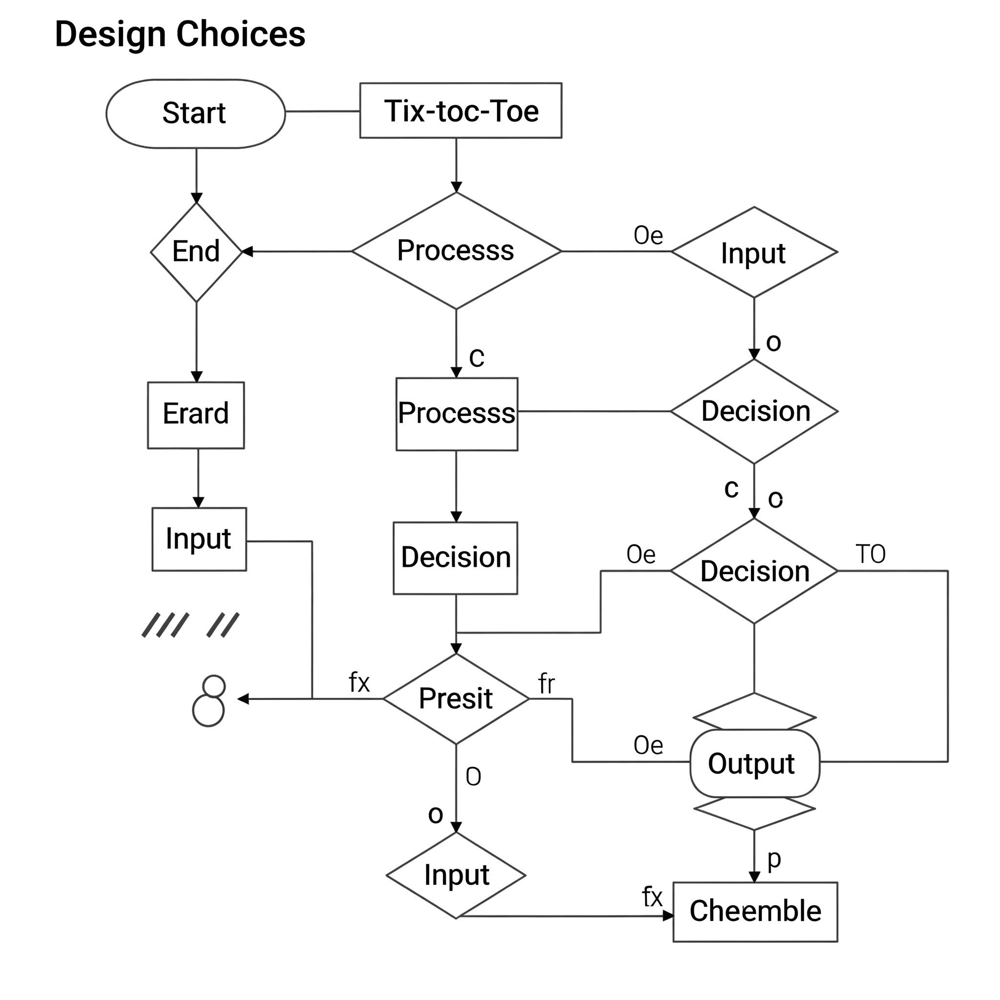 Design Choices
Start
Tix-toc-Toe
End
Processs
Oe
Input
o
c
Erard
Processs
Decision
c
o
Input
Decision
Oe
Decision
TO
fx
Presit
fr
Oe
Output
O
o
Input
p
fx
Cheemble